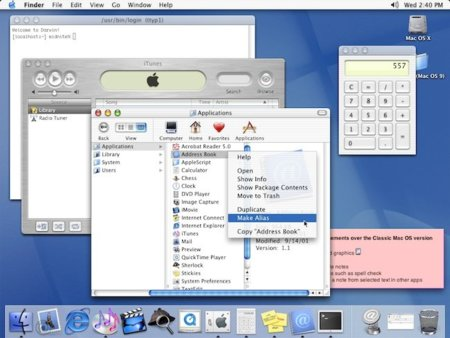 Finder File Edit View Go Window Help
Wed 2:40 PM
/usr/bin/login (ttyp1)
Welcome to Darwin!
iTunes
Search
Browse
Source
Song
Time
Artist
Library
Radio Tuner
Applications
Back View Computer Home Favorites Applications
Applications
Library
System
Users
Acrobat Reader 5.0
Address Book
AppleScript
Calculator
Chess
Clock
DVD Player
Image Capture
iMovie
Internet Connect
Internet Explorer
iTunes
Mail
Preview
QuickTime Player
Sherlock
Stickies
System Preferences
TextEdit
Help
Open
Show Info
Show Package Contents
Move to Trash
Duplicate
Make Alias
Copy "Address Book"
Modified: 9/14/01
Version: 1.1
Mac OS X
(Mac OS 9)
557
C = / *
7 8 9 -
4 5 6 +
1 2 3 =
0 .
ements over the Classic Mac OS version
d graphics
notes
such as spell check
note from selected text in other apps